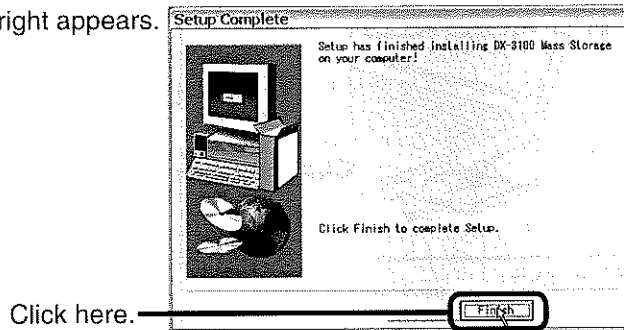 right appears.
Setup Complete
Setup has finished installing DX-3100 Mass Storage
on your computer!
Click Finish to complete Setup.
Click here.
Finish